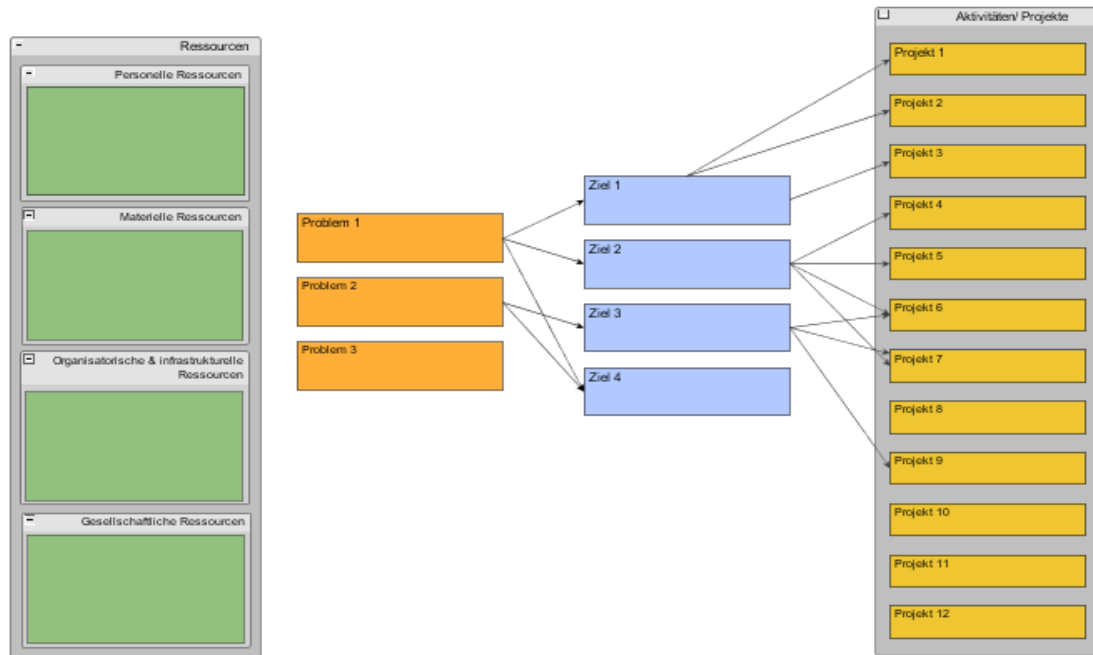 Ressourcen
Personelle Ressourcen
Materielle Ressourcen
Organisatorische & infrastrukturelle
Ressourcen
Gesellschaftliche Ressourcen
Problem 1
Problem 2
Problem 3
Ziel 1
Ziel 2
Ziel 3
Ziel 4
Aktivitäten/ Projekte
Projekt 1
Projekt 2
Projekt 3
Projekt 4
Projekt 5
Projekt 6
Projekt 7
Projekt 8
Projekt 9
Projekt 10
Projekt 11
Projekt 12